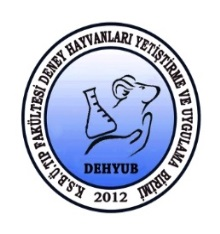 K.S.B.Ü. TIP FAKÜLTESİ DENEY HAYVANLARI YETİŞTİRME VE UYGULAMA BİRİMİ
DEHYUB
2012